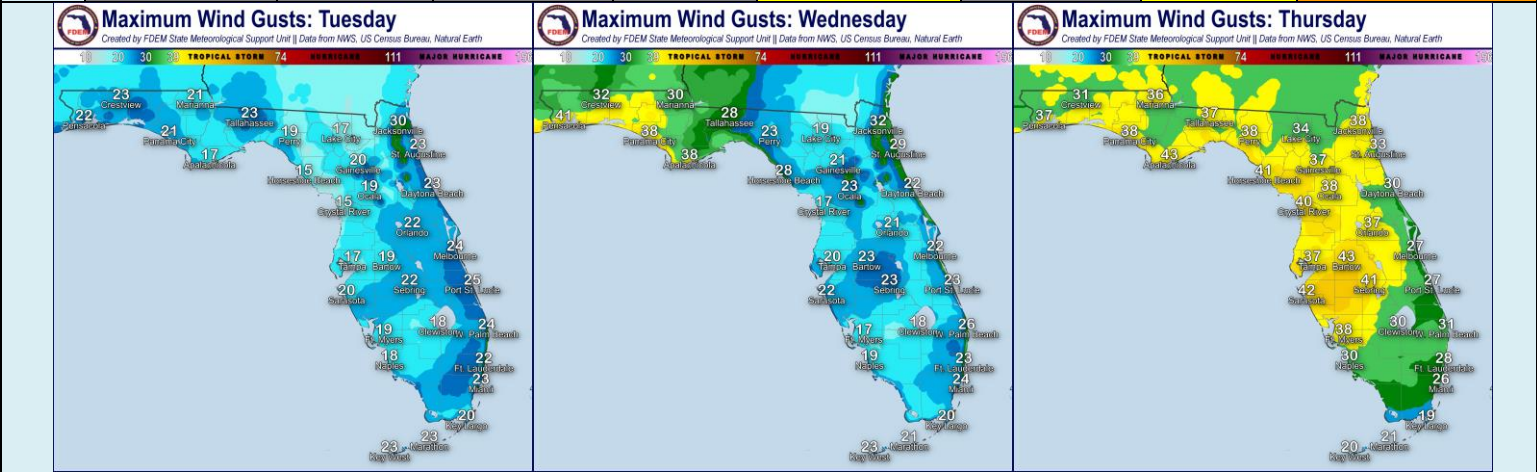 Maximum Wind Gusts: Tuesday
Created by FDEM State Meteorological Support Unit || Data from NWS, US Census Bureau, Natural Earth
FDEM
18 20 30 39 TROPICAL STORM 74 HURRICANE 111 MAJOR HURRICANE
23
Crestview
21
Marianna
22
Pensacola
21
Panama City
23
Tallahassee
19
Perry
17
Lake City
30
Jacksonville
23
St. Augustine
17
Apalachicola
15
Horseshoe Beach
20
Gainesville
19
Ocala
23
Daytona Beach
15
Crystal River
22
Orlando
24
Melbourne
17
Tampa
19
Bartow
22
Sebring
25
Port St. Lucie
20
Sarasota
19
Ft. Myers
18
Clewiston
24
W. Palm Beach
18
Naples
22
Ft. Lauderdale
23
Miami
20
Key Largo
23
Marathon
23
Key West
Maximum Wind Gusts: Wednesday
Created by FDEM State Meteorological Support Unit || Data from NWS, US Census Bureau, Natural Earth
FDEM
18 20 30 39 TROPICAL STORM 74 HURRICANE 111 MAJOR HURRICANE
32
Crestview
30
Marianna
41
Pensacola
38
Panama City
28
Tallahassee
23
Perry
19
Lake City
32
Jacksonville
29
St. Augustine
38
Apalachicola
28
Horseshoe Beach
21
Gainesville
23
Ocala
22
Daytona Beach
17
Crystal River
21
Orlando
22
Melbourne
20
Tampa
23
Bartow
23
Sebring
23
Port St. Lucie
22
Sarasota
17
Ft. Myers
18
Clewiston
26
W. Palm Beach
19
Naples
23
Ft. Lauderdale
24
Miami
20
Key Largo
21
Marathon
23
Key West
Maximum Wind Gusts: Thursday
Created by FDEM State Meteorological Support Unit || Data from NWS, US Census Bureau, Natural Earth
FDEM
18 20 30 39 TROPICAL STORM 74 HURRICANE 111 MAJOR HURRICANE
31
Crestview
36
Marianna
37
Pensacola
38
Panama City
37
Tallahassee
38
Perry
34
Lake City
38
Jacksonville
33
St. Augustine
43
Apalachicola
41
Horseshoe Beach
37
Gainesville
38
Ocala
30
Daytona Beach
40
Crystal River
37
Orlando
27
Melbourne
37
Tampa
43
Bartow
41
Sebring
27
Port St. Lucie
42
Sarasota
38
Ft. Myers
30
Clewiston
31
W. Palm Beach
30
Naples
28
Ft. Lauderdale
26
Miami
19
Key Largo
21
Marathon
20
Key West